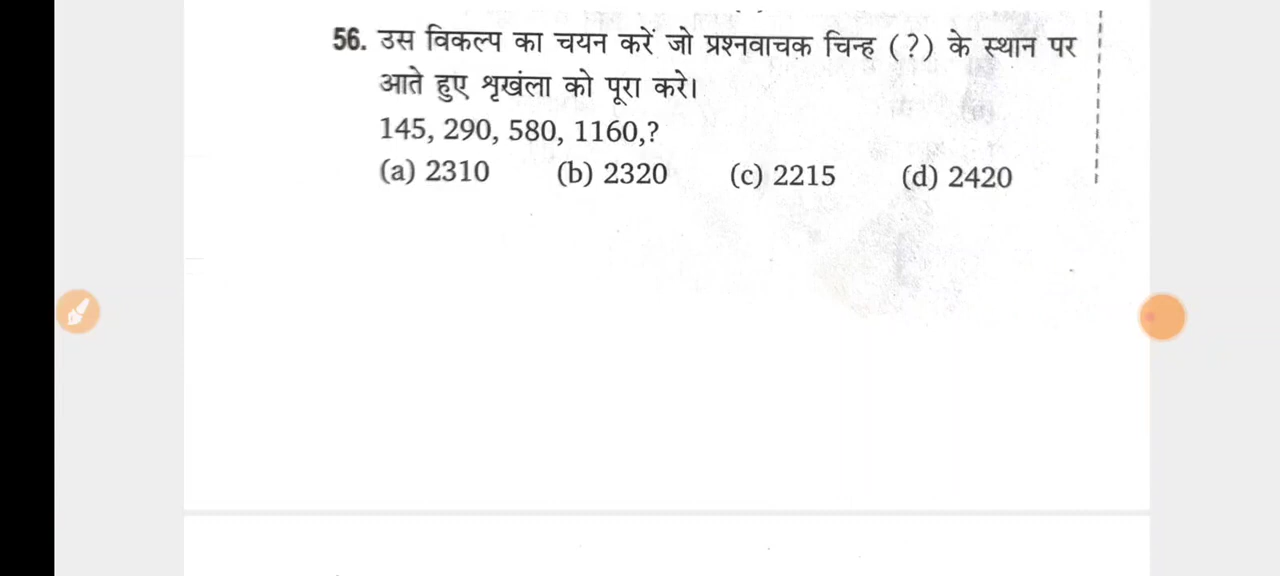 56. उस विकल्प का चयन करें जो प्रश्नवाचक चिन्ह (?) के स्थान पर
आते हुए शृखंला को पूरा करे।
145, 290, 580, 1160,?
(a) 2310 (b) 2320 (c) 2215 (d) 2420